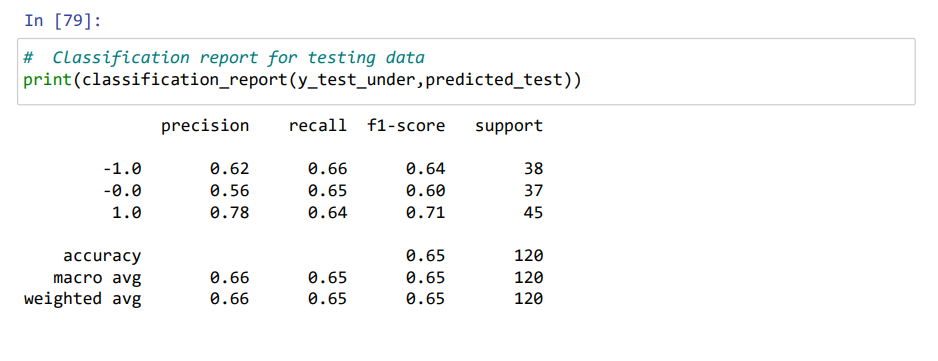 In [79]:
#  Classification report for testing data
print(classification_report(y_test_under,predicted_test))
precision recall f1-score support
-1.0 0.62 0.66 0.64 38
-0.0 0.56 0.65 0.60 37
1.0 0.78 0.64 0.71 45
accuracy 0.65 120
macro avg 0.66 0.65 0.65 120
weighted avg 0.66 0.65 0.65 120